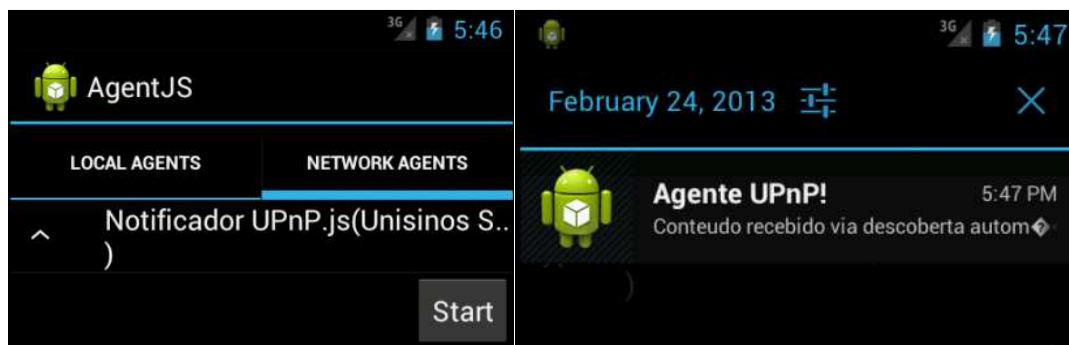 3G 5:46
AgentJS
LOCAL AGENTS NETWORK AGENTS
Notificador UPnP.js(Unisinos S..
)
Start
3G 5:47
February 24, 2013
Agente UPnP!
5:47 PM
Conteudo recebido via descoberta autom�
)